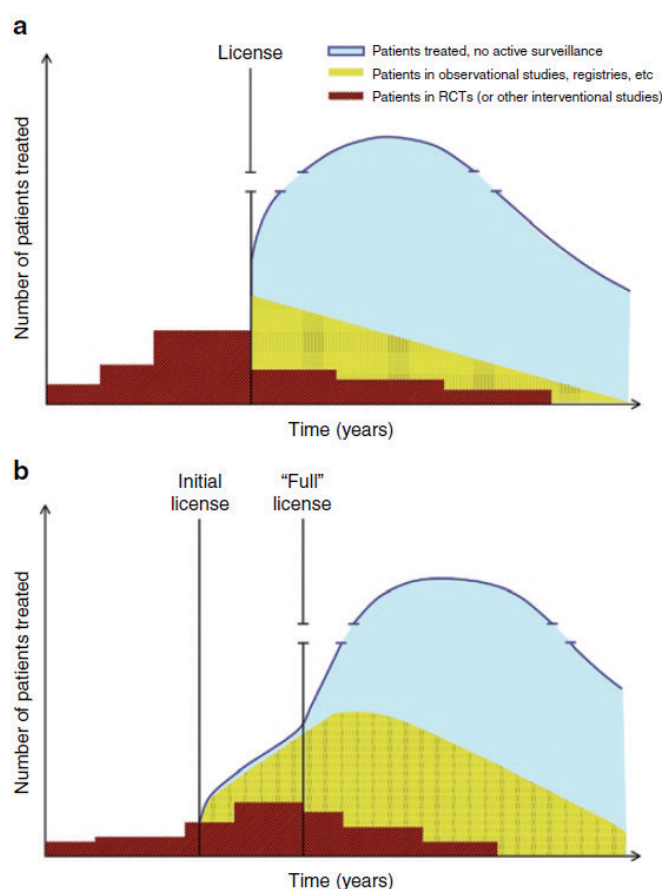 a
License
Patients treated, no active surveillance
Patients in observational studies, registries, etc
Patients in RCTs (or other interventional studies)
Number of patients treated
Time (years)
b
Initial
license
“Full”
license
Number of patients treated
Time (years)